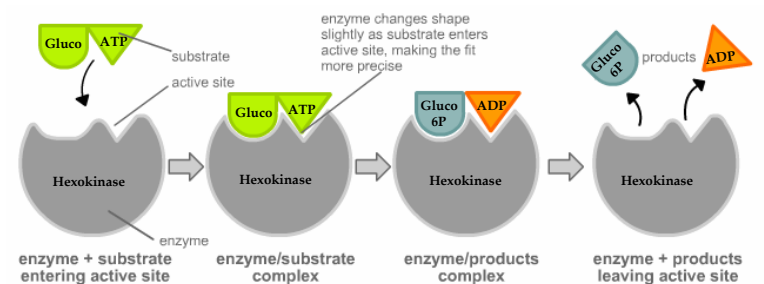 Gluco
ATP
substrate
active site
Hexokinase
enzyme
enzyme + substrate
entering active site
enzyme changes shape
slightly as substrate enters
active site, making the fit
more precise
Gluco
ATP
Hexokinase
enzyme/substrate
complex
Gluco
6P
ADP
Hexokinase
enzyme/products
complex
Gluco
6P
products
ADP
Hexokinase
enzyme + products
leaving active site